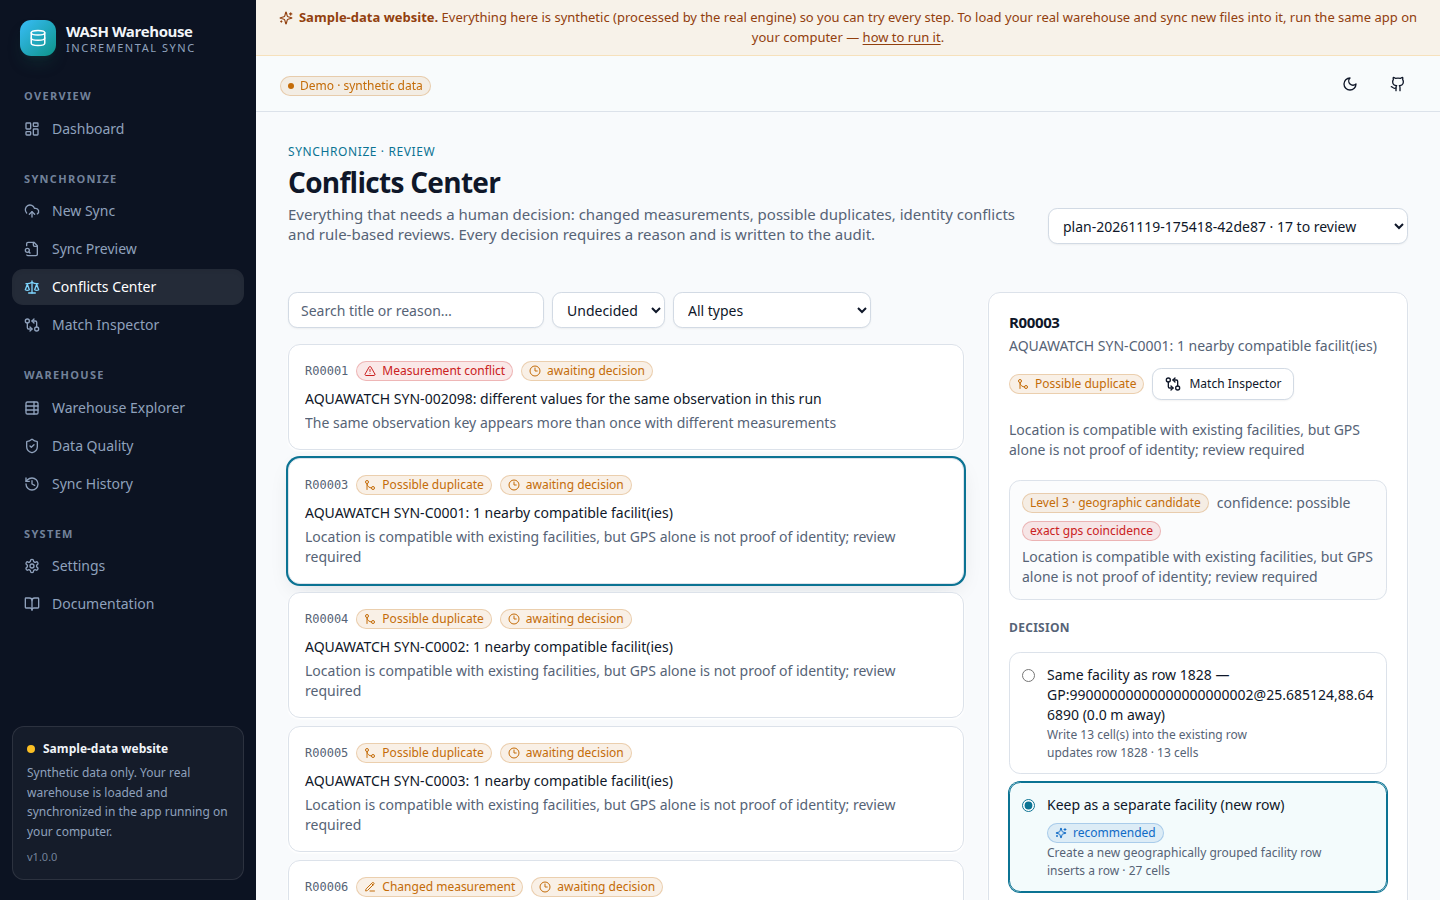 WASH Warehouse
INCREMENTAL SYNC
OVERVIEW
Dashboard
SYNCHRONIZE
New Sync
Sync Preview
Conflicts Center
Match Inspector
WAREHOUSE
Warehouse Explorer
Data Quality
Sync History
SYSTEM
Settings
Documentation
Sample-data website
Synthetic data only. Your real
warehouse is loaded and
synchronized in the app running on
your computer.
v1.0.0
Sample-data website. Everything here is synthetic (processed by the real engine) so you can try every step. To load your real warehouse and sync new files into it, run the same app on
your computer — how to run it.
Demo · synthetic data
SYNCHRONIZE · REVIEW
Conflicts Center
Everything that needs a human decision: changed measurements, possible duplicates, identity conflicts
and rule-based reviews. Every decision requires a reason and is written to the audit.
plan-20261119-175418-42de87 · 17 to review
Search title or reason...
Undecided
All types
R00001 Measurement conflict awaiting decision
AQUAWATCH SYN-002098: different values for the same observation in this run
The same observation key appears more than once with different measurements
R00003 Possible duplicate awaiting decision
AQUAWATCH SYN-C0001: 1 nearby compatible facilit(ies)
Location is compatible with existing facilities, but GPS alone is not proof of identity; review
required
R00004 Possible duplicate awaiting decision
AQUAWATCH SYN-C0002: 1 nearby compatible facilit(ies)
Location is compatible with existing facilities, but GPS alone is not proof of identity; review
required
R00005 Possible duplicate awaiting decision
AQUAWATCH SYN-C0003: 1 nearby compatible facilit(ies)
Location is compatible with existing facilities, but GPS alone is not proof of identity; review
required
R00006 Changed measurement awaiting decision
R00003
AQUAWATCH SYN-C0001: 1 nearby compatible facilit(ies)
Possible duplicate Match Inspector
Location is compatible with existing facilities, but GPS
alone is not proof of identity; review required
Level 3 · geographic candidate confidence: possible
exact gps coincidence
Location is compatible with existing facilities, but GPS
alone is not proof of identity; review required
DECISION
Same facility as row 1828 —
GP:99000000000000000000002@25.685124,88.64
6890 (0.0 m away)
Write 13 cell(s) into the existing row
updates row 1828 · 13 cells
Keep as a separate facility (new row)
recommended
Create a new geographically grouped facility row
inserts a row · 27 cells